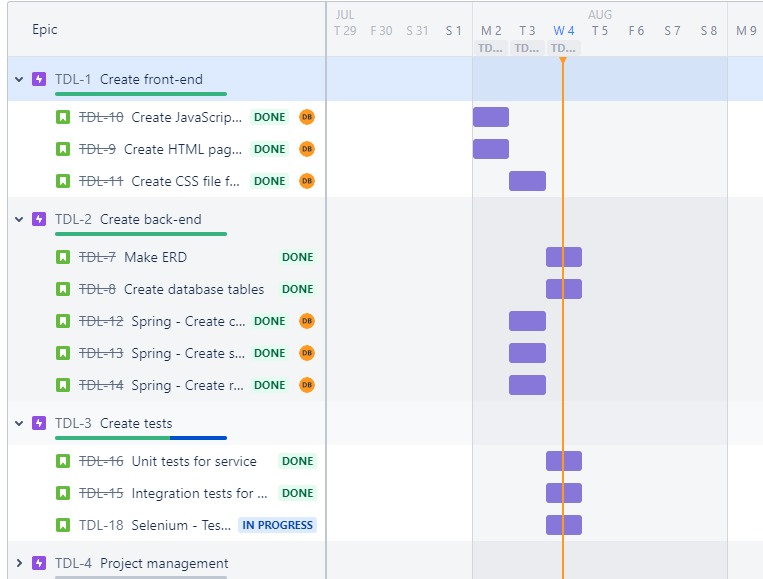 Epic
JUL AUG
T 29 F 30 S 31 S 1 M 2 T 3 W 4 T 5 F 6 S 7 S 8 M 9
TD... TD... TD...
TDL-1 Create front-end
TDL-10 Create JavaScrip... DONE DB
TDL-9 Create HTML pag... DONE DB
TDL-11 Create CSS file f... DONE DB
TDL-2 Create back-end
TDL-7 Make ERD DONE
TDL-8 Create database tables DONE
TDL-12 Spring - Create c... DONE DB
TDL-13 Spring - Create s... DONE DB
TDL-14 Spring - Create r... DONE DB
TDL-3 Create tests
TDL-16 Unit tests for service DONE
TDL-15 Integration tests for ... DONE
TDL-18 Selenium - Tes... IN PROGRESS
TDL-4 Project management